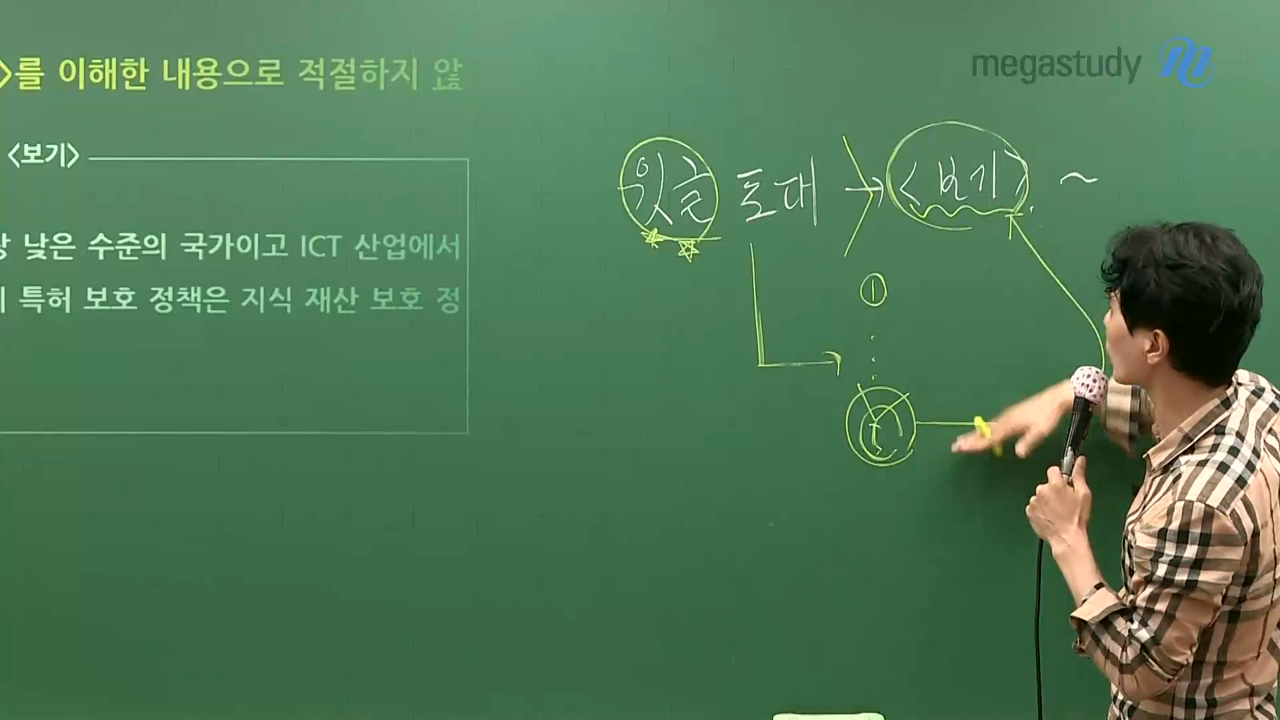 megastudy
>를 이해한 내용으로 적절하지 않
<보기>
낮은 수준의 국가이고 ICT 산업에서
특허 보호 정책은 지식 재산 보호 정
윗글 토대 → <보기> ~
①
⑤